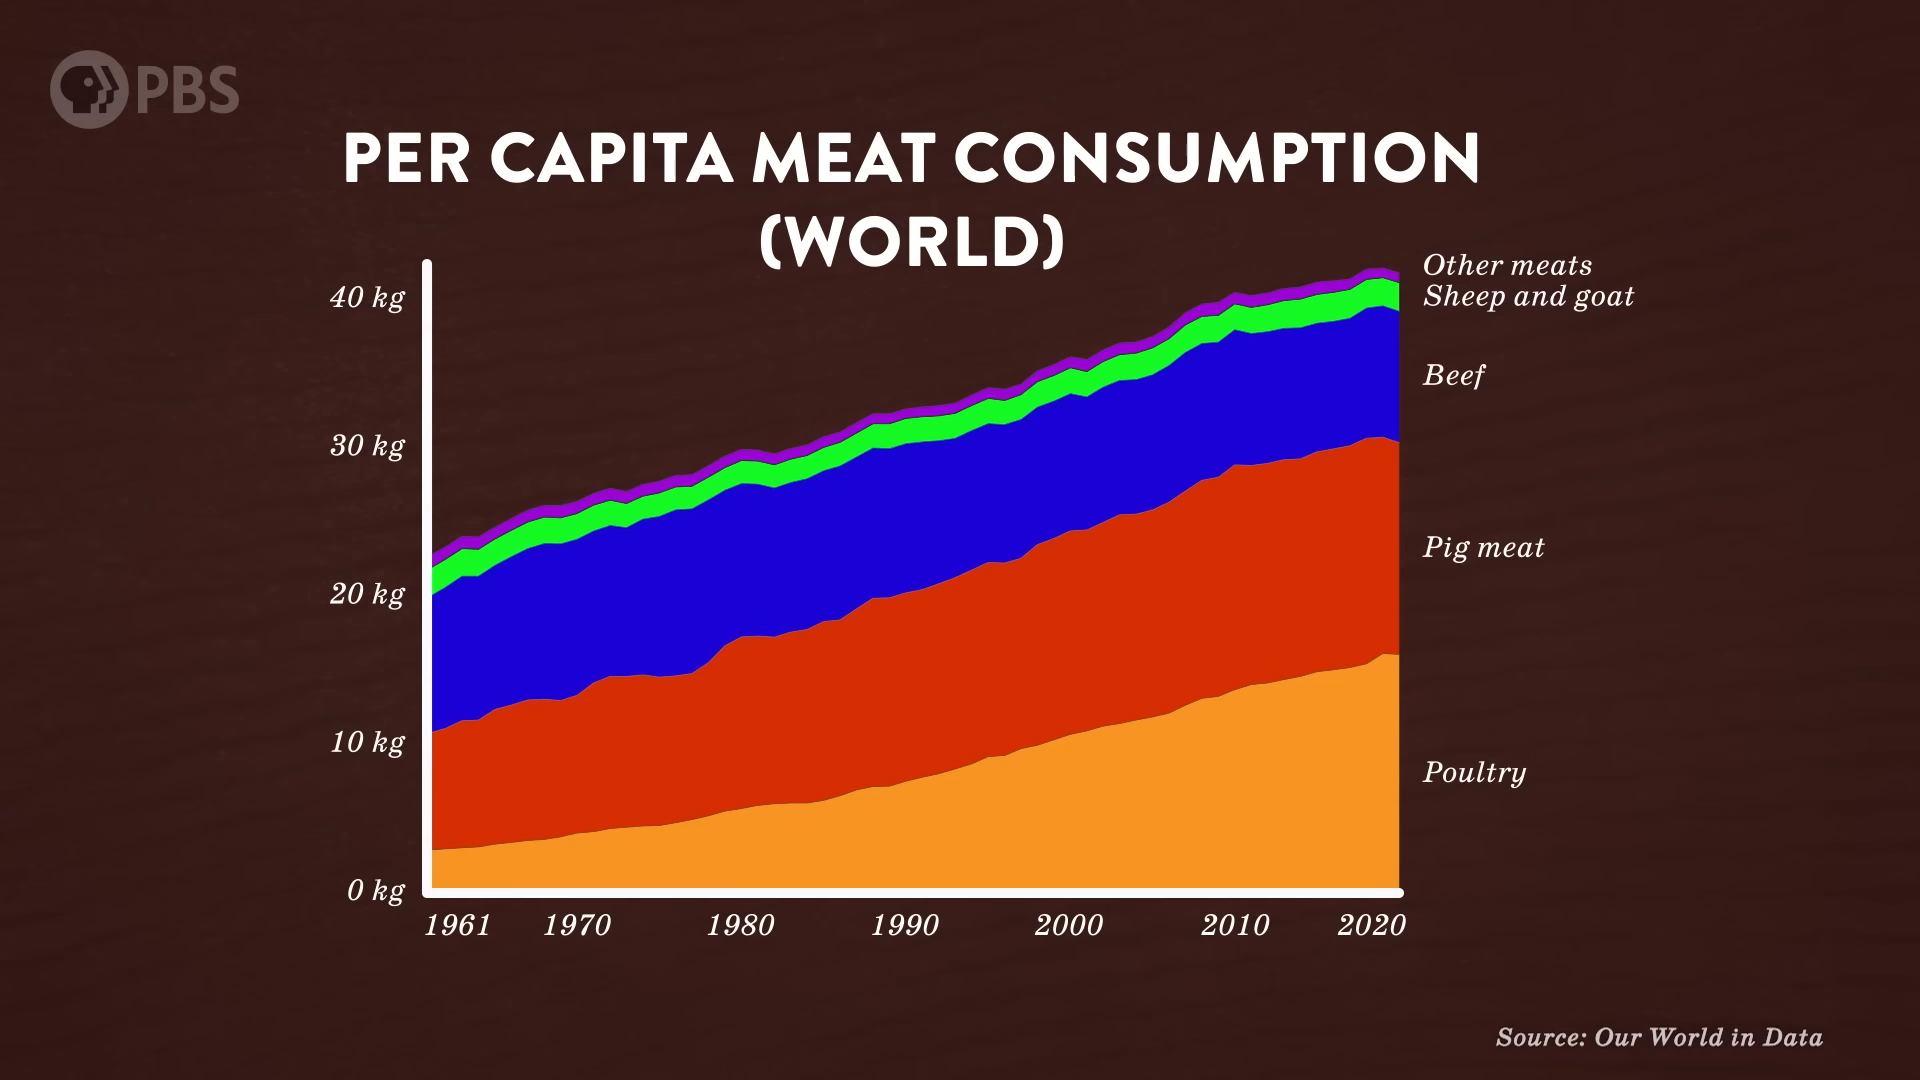 PBS
PER CAPITA MEAT CONSUMPTION
(WORLD)
40 kg
30 kg
20 kg
10 kg
0 kg
1961 1970 1980 1990 2000 2010 2020
Other meats
Sheep and goat
Beef
Pig meat
Poultry
Source: Our World in Data